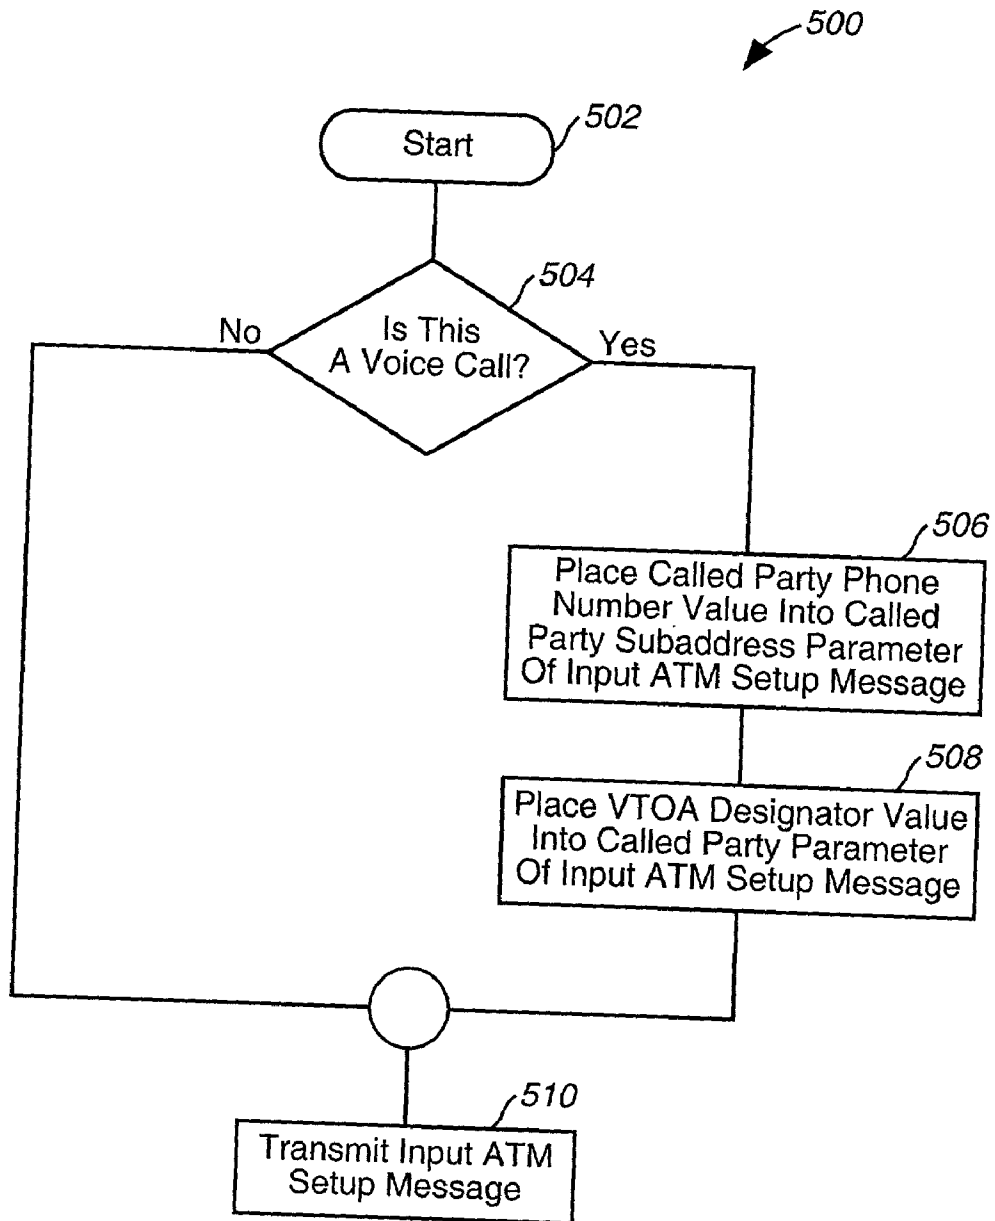 500
Start
502
504
Is This
A Voice Call?
No
Yes
506
Place Called Party Phone
Number Value Into Called
Party Subaddress Parameter
Of Input ATM Setup Message
508
Place VTOA Designator Value
Into Called Party Parameter
Of Input ATM Setup Message
510
Transmit Input ATM
Setup Message